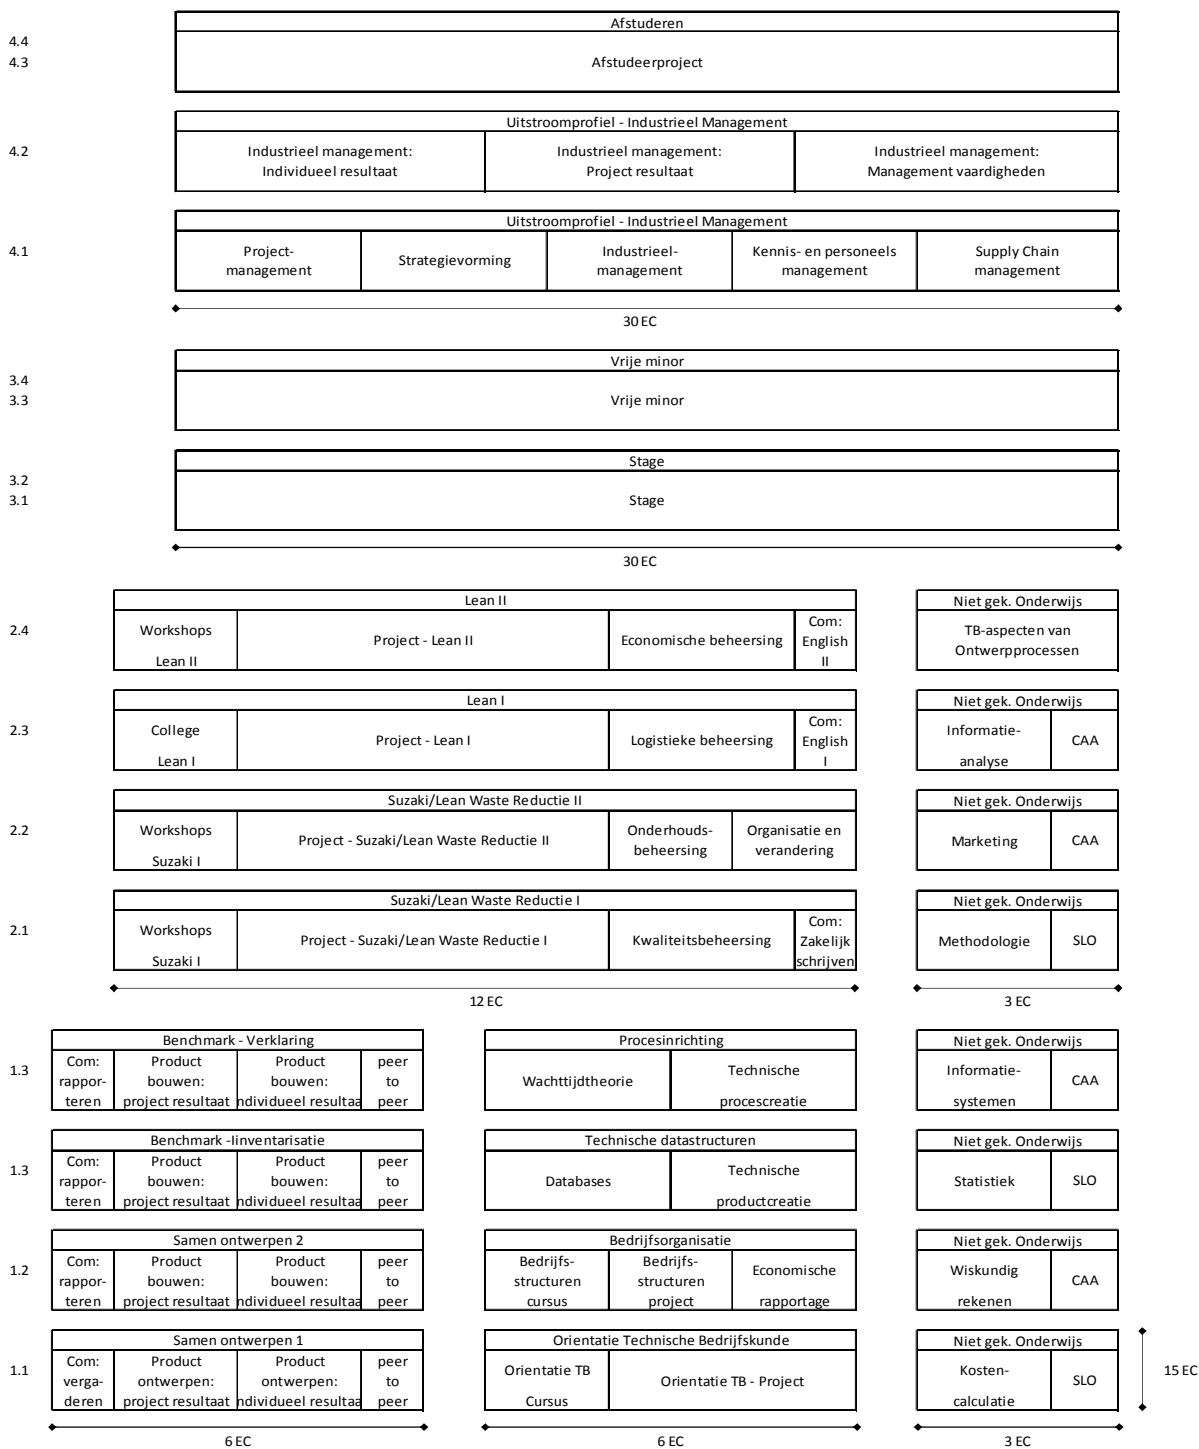 Afstuderen
4.4
4.3
Afstudeerproject
Uitstroomprofiel - Industrieel Management
4.2
Industrieel management:
Individueel resultaat
Industrieel management:
Project resultaat
Industrieel management:
Management vaardigheden
Uitstroomprofiel - Industrieel Management
4.1
Project-
management
Strategievorming
Industrieel-
management
Kennis- en personeels
management
Supply Chain
management
30 EC
Vrije minor
3.4
3.3
Vrije minor
Stage
3.2
3.1
Stage
30 EC
Lean II
Niet gek. Onderwijs
2.4
Workshops
Lean II
Project - Lean II
Economische beheersing
Com:
English
II
TB-aspecten van
Ontwerpprocessen
Lean I
Niet gek. Onderwijs
2.3
College
Lean I
Project - Lean I
Logistieke beheersing
Com:
English
I
Informatie-
analyse
CAA
Suzaki/Lean Waste Reductie II
Niet gek. Onderwijs
2.2
Workshops
Suzaki I
Project - Suzaki/Lean Waste Reductie II
Onderhouds-
beheersing
Organisatie en
verandering
Marketing
CAA
Suzaki/Lean Waste Reductie I
Niet gek. Onderwijs
2.1
Workshops
Suzaki I
Project - Suzaki/Lean Waste Reductie I
Kwaliteitsbeheersing
Com:
Zakelijk
schrijven
Methodologie
SLO
12 EC
3 EC
Benchmark - Verklaring
Procesinrichting
Niet gek. Onderwijs
1.3
Com:
rappor-
teren
Product
bouwen:
project resultaat
Product
bouwen:
ndividueel resultaa
peer
to
peer
Wachttijdtheorie
Technische
procescreatie
Informatie-
systemen
CAA
Benchmark -Iinventarisatie
Technische datastructuren
Niet gek. Onderwijs
1.3
Com:
rappor-
teren
Product
bouwen:
project resultaat
Product
bouwen:
ndividueel resultaa
peer
to
peer
Databases
Technische
productcreatie
Statistiek
SLO
Samen ontwerpen 2
Bedrijfsorganisatie
Niet gek. Onderwijs
1.2
Com:
rappor-
teren
Product
bouwen:
project resultaat
Product
bouwen:
ndividueel resultaa
peer
to
peer
Bedrijfs-
structuren
cursus
Bedrijfs-
structuren
project
Economische
rapportage
Wiskundig
rekenen
CAA
Samen ontwerpen 1
Orientatie Technische Bedrijfskunde
Niet gek. Onderwijs
1.1
Com:
verga-
deren
Product
ontwerpen:
project resultaat
Product
ontwerpen:
ndividueel resultaa
peer
to
peer
Orientatie TB
Cursus
Orientatie TB - Project
Kosten-
calculatie
SLO
15 EC
6 EC
6 EC
3 EC